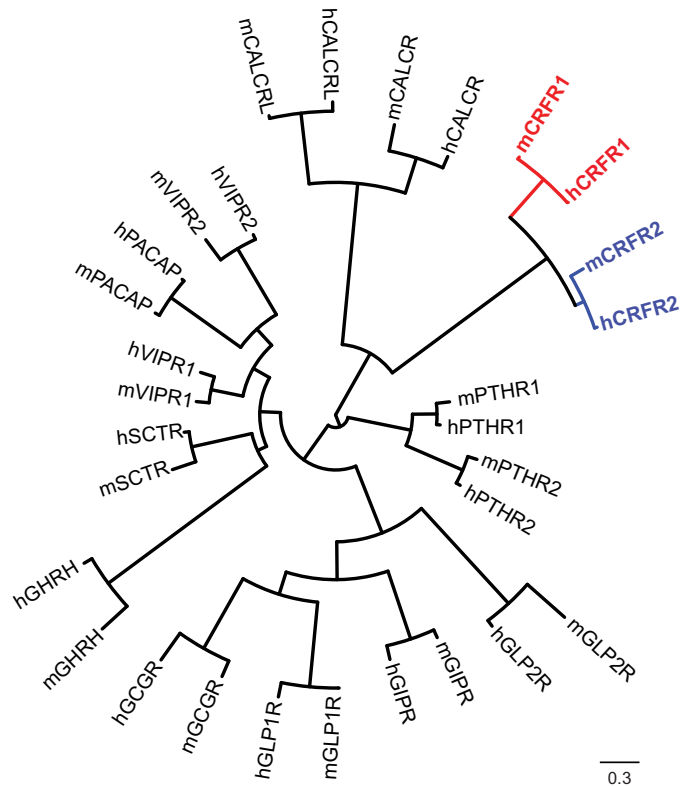 mCALCRL
hCALCRL
mCALCR
hCALCR
mCRFR1
hCRFR1
mCRFR2
hCRFR2
mVIPR2
hVIPR2
hPACAP
mPACAP
hVIPR1
mVIPR1
hSCTR
mSCTR
mPTHR1
hPTHR1
mPTHR2
hPTHR2
hGHRH
mGHRH
hGCGR
mGCGR
hGLP1R
mGLP1R
hGIPR
mGIPR
hGLP2R
mGLP2R
0.3